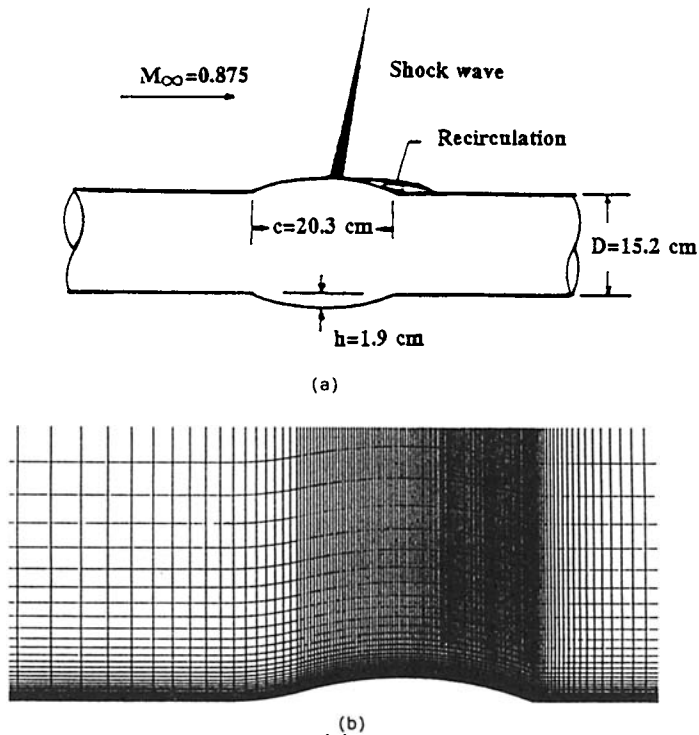 M∞=0.875
Shock wave
Recirculation
c=20.3 cm
D=15.2 cm
h=1.9 cm
(a)
(b)